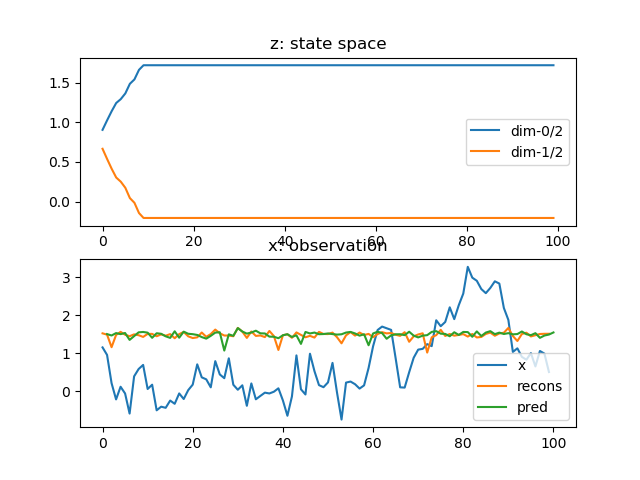 z: state space
1.5
1.0
0.5
0.0
dim-0/2
dim-1/2
0 20 40 60 80 100
x: observation
3
2
1
0
x
recons
pred
0 20 40 60 80 100